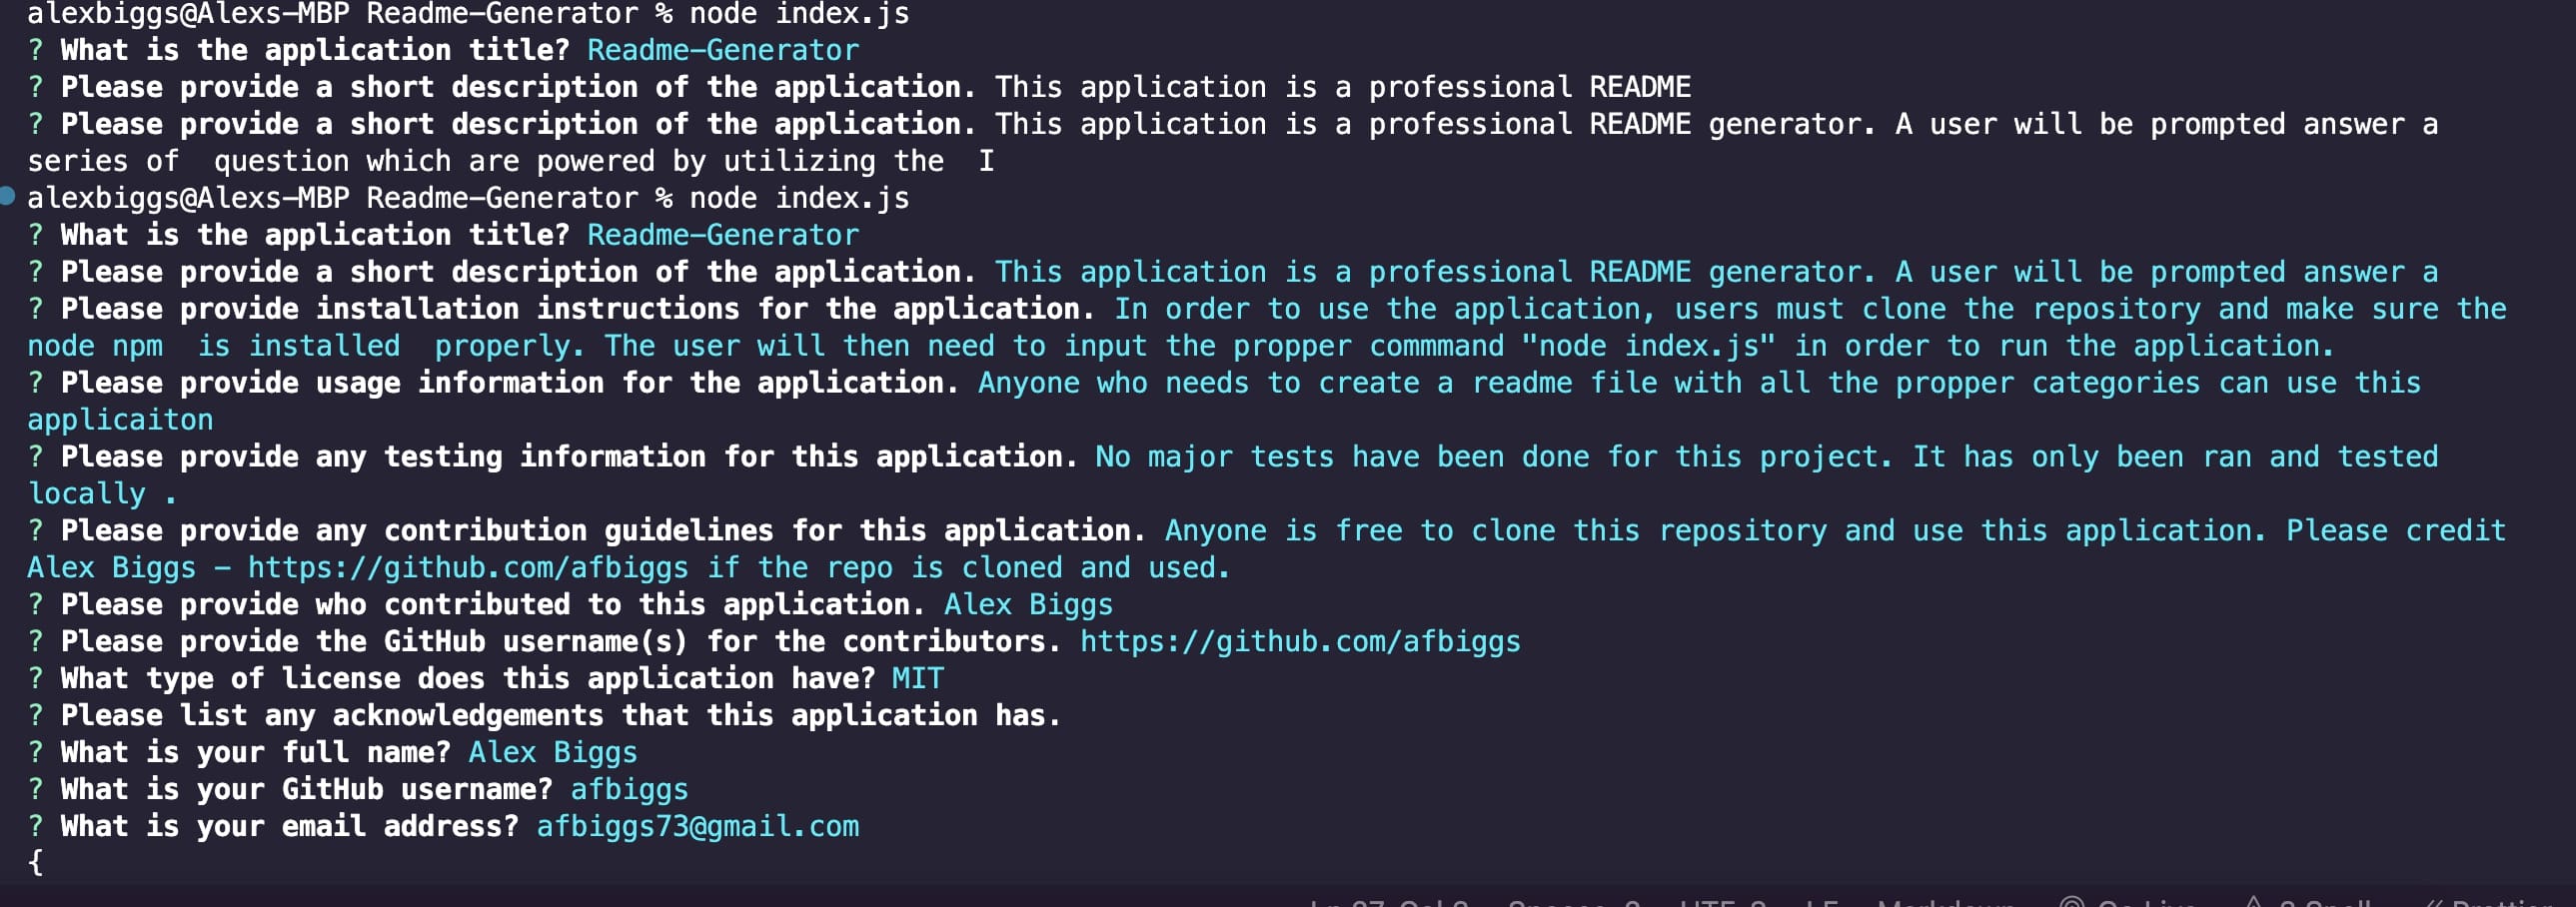 alexbiggs@Alexs-MBP Readme-Generator % node index.js
? What is the application title? Readme-Generator
? Please provide a short description of the application. This application is a professional README
? Please provide a short description of the application. This application is a professional README generator. A user will be prompted answer a
series of  question which are powered by utilizing the  I
alexbiggs@Alexs-MBP Readme-Generator % node index.js
? What is the application title? Readme-Generator
? Please provide a short description of the application. This application is a professional README generator. A user will be prompted answer a
? Please provide installation instructions for the application. In order to use the application, users must clone the repository and make sure the
node npm  is installed  properly. The user will then need to input the propper commmand "node index.js" in order to run the application.
? Please provide usage information for the application. Anyone who needs to create a readme file with all the propper categories can use this
applicaiton
? Please provide any testing information for this application. No major tests have been done for this project. It has only been ran and tested
locally .
? Please provide any contribution guidelines for this application. Anyone is free to clone this repository and use this application. Please credit
Alex Biggs - https://github.com/afbiggs if the repo is cloned and used.
? Please provide who contributed to this application. Alex Biggs
? Please provide the GitHub username(s) for the contributors. https://github.com/afbiggs
? What type of license does this application have? MIT
? Please list any acknowledgements that this application has.
? What is your full name? Alex Biggs
? What is your GitHub username? afbiggs
? What is your email address? afbiggs73@gmail.com
{